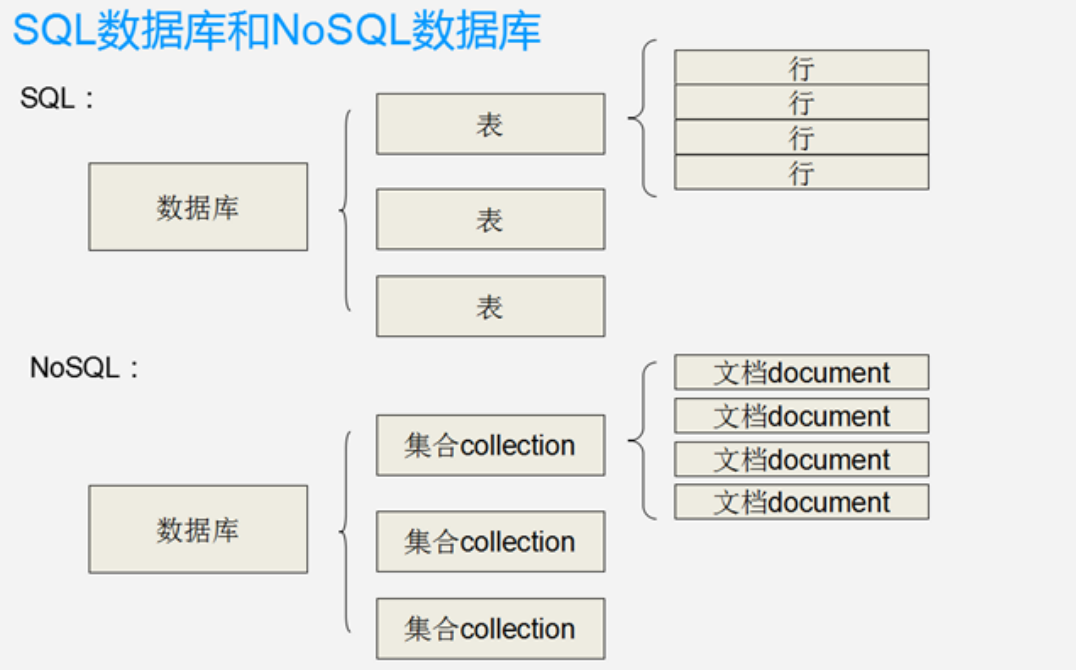 SQL数据库和NoSQL数据库
SQL：
数据库
表
表
表
行
行
行
行
NoSQL：
数据库
集合collection
集合collection
集合collection
文档document
文档document
文档document
文档document